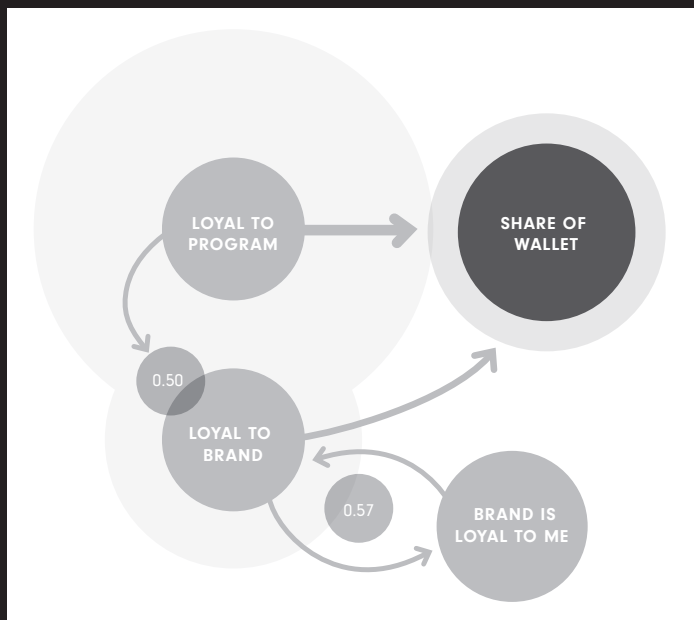 LOYAL TO
PROGRAM
SHARE OF
WALLET
0.50
LOYAL TO
BRAND
0.57
BRAND IS
LOYAL TO ME